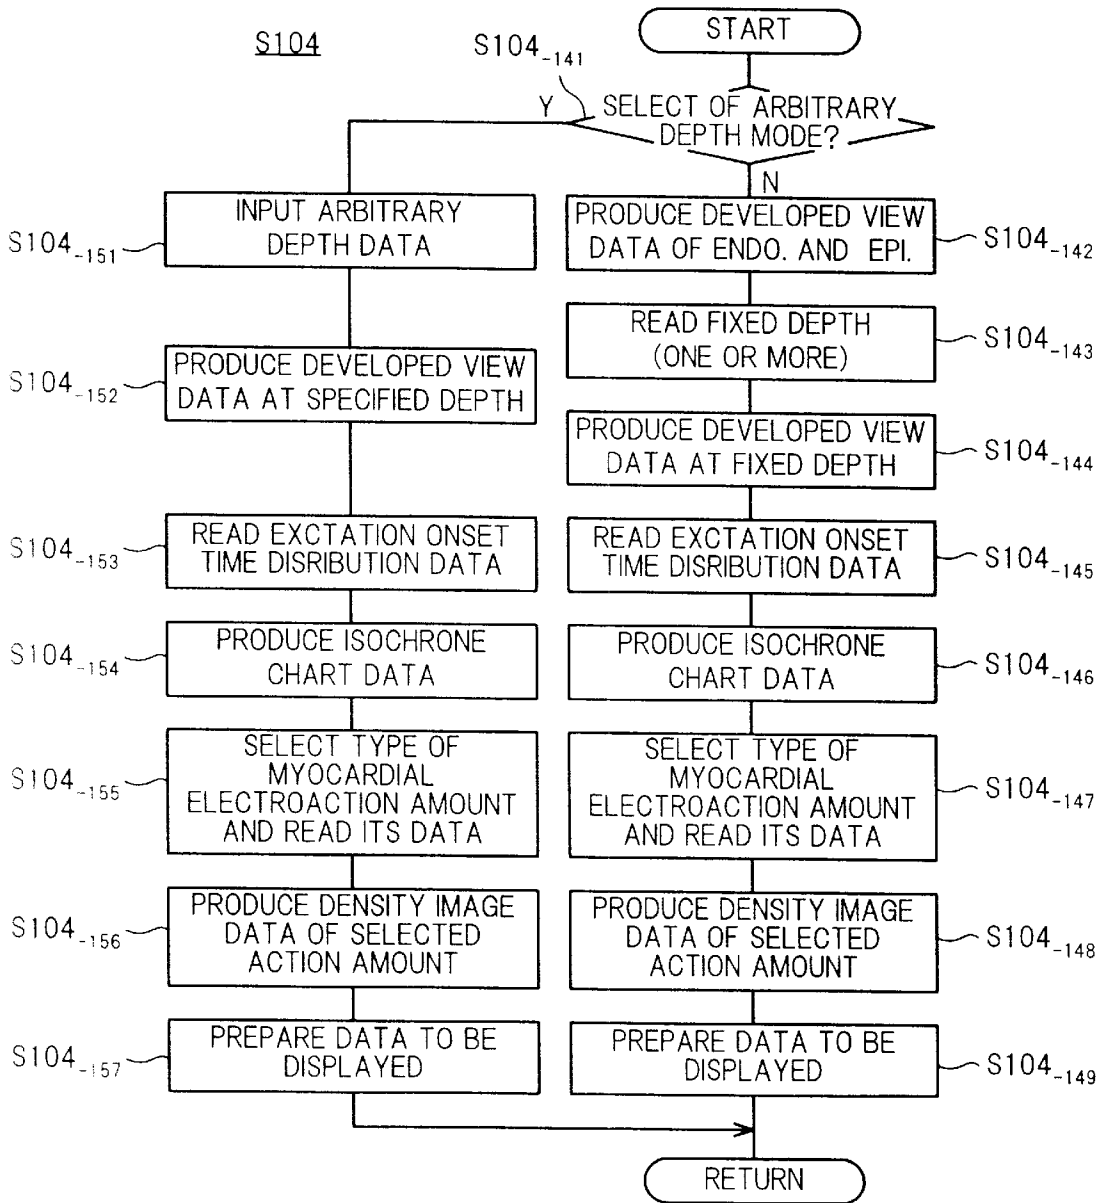 S104
START
S104-141
Y
SELECT OF ARBITRARY
DEPTH MODE?
N
INPUT ARBITRARY
DEPTH DATA
S104-151
PRODUCE DEVELOPED VIEW
DATA AT SPECIFIED DEPTH
S104-152
READ EXCTATION ONSET
TIME DISRIBUTION DATA
S104-153
PRODUCE ISOCHRONE
CHART DATA
S104-154
SELECT TYPE OF
MYOCARDIAL
ELECTROACTION AMOUNT
AND READ ITS DATA
S104-155
PRODUCE DENSITY IMAGE
DATA OF SELECTED
ACTION AMOUNT
S104-156
PREPARE DATA TO BE
DISPLAYED
S104-157
PRODUCE DEVELOPED VIEW
DATA OF ENDO. AND EPI.
S104-142
READ FIXED DEPTH
(ONE OR MORE)
S104-143
PRODUCE DEVELOPED VIEW
DATA AT FIXED DEPTH
S104-144
READ EXCTATION ONSET
TIME DISRIBUTION DATA
S104-145
PRODUCE ISOCHRONE
CHART DATA
S104-146
SELECT TYPE OF
MYOCARDIAL
ELECTROACTION AMOUNT
AND READ ITS DATA
S104-147
PRODUCE DENSITY IMAGE
DATA OF SELECTED
ACTION AMOUNT
S104-148
PREPARE DATA TO BE
DISPLAYED
S104-149
RETURN